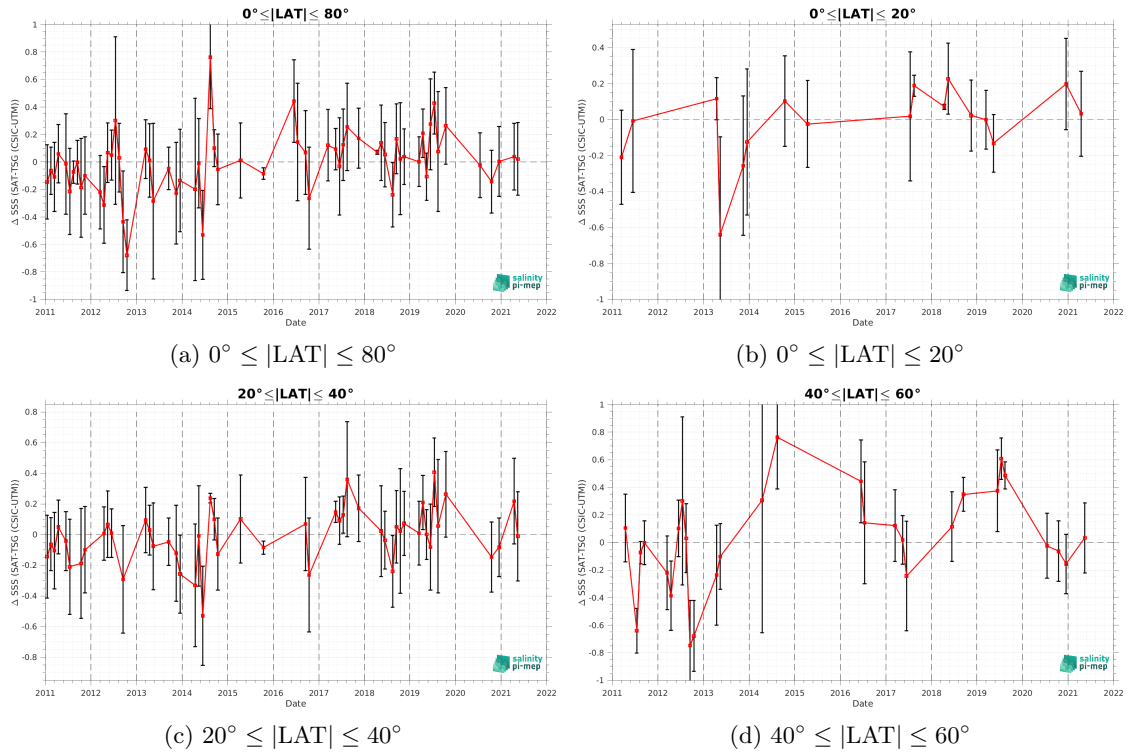 0°≤|LAT|≤ 80°
Δ SSS (SAT-TSG (CSIC-UTM))
1
0.8
0.6
0.4
0.2
0
-0.2
-0.4
-0.6
-0.8
-1
2011 2012 2013 2014 2015 2016 2017 2018 2019 2020 2021 2022
Date
salinity
pi-mep
(a) 0° ≤ |LAT| ≤ 80°
0°≤|LAT|≤ 20°
Δ SSS (SAT-TSG (CSIC-UTM))
0.4
0.2
0
-0.2
-0.4
-0.6
-0.8
-1
2011 2012 2013 2014 2015 2016 2017 2018 2019 2020 2021 2022
Date
salinity
pi-mep
(b) 0° ≤ |LAT| ≤ 20°
20°≤|LAT|≤ 40°
Δ SSS (SAT-TSG (CSIC-UTM))
0.8
0.6
0.4
0.2
0
-0.2
-0.4
-0.6
-0.8
2011 2012 2013 2014 2015 2016 2017 2018 2019 2020 2021 2022
Date
salinity
pi-mep
(c) 20° ≤ |LAT| ≤ 40°
40°≤|LAT|≤ 60°
Δ SSS (SAT-TSG (CSIC-UTM))
1
0.8
0.6
0.4
0.2
0
-0.2
-0.4
-0.6
-0.8
-1
2011 2012 2013 2014 2015 2016 2017 2018 2019 2020 2021 2022
Date
salinity
pi-mep
(d) 40° ≤ |LAT| ≤ 60°